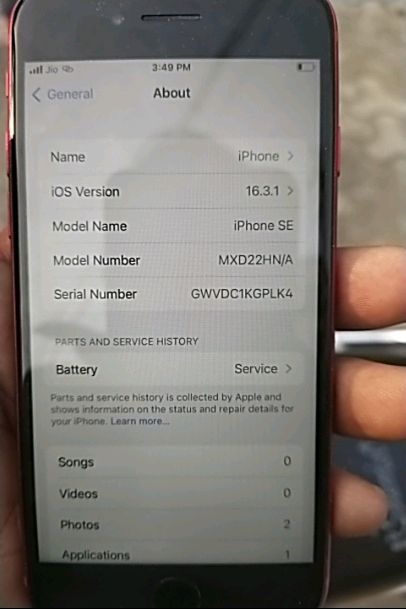 Jio 3:49 PM
General About
Name iPhone
iOS Version 16.3.1
Model Name iPhone SE
Model Number MXD22HN/A
Serial Number GWVDC1KGPLK4
PARTS AND SERVICE HISTORY
Battery Service
Parts and service history is collected by Apple and
shows information on the status and repair details for
your iPhone. Learn more...
Songs 0
Videos 0
Photos 2
Applications 1